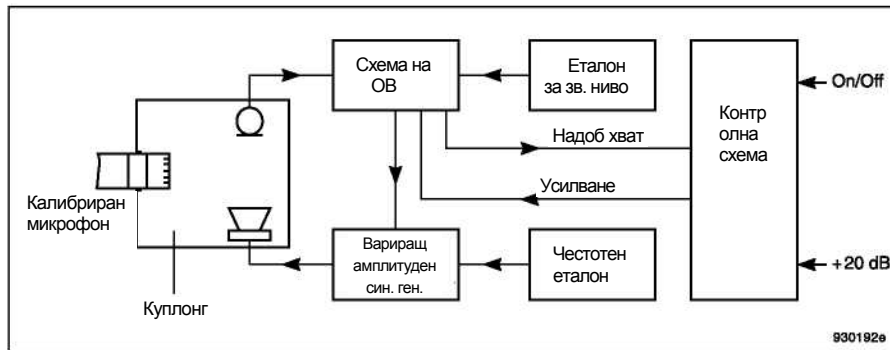 Схема на
ОВ
Еталон
за зв. ниво
Контр
олна
схема
On/Off
Надоб хват
Усилване
Калибриран
микрофон
Вариращ
амплитуден
син. ген.
Честотен
еталон
+20 dB
Куплонг
930192e